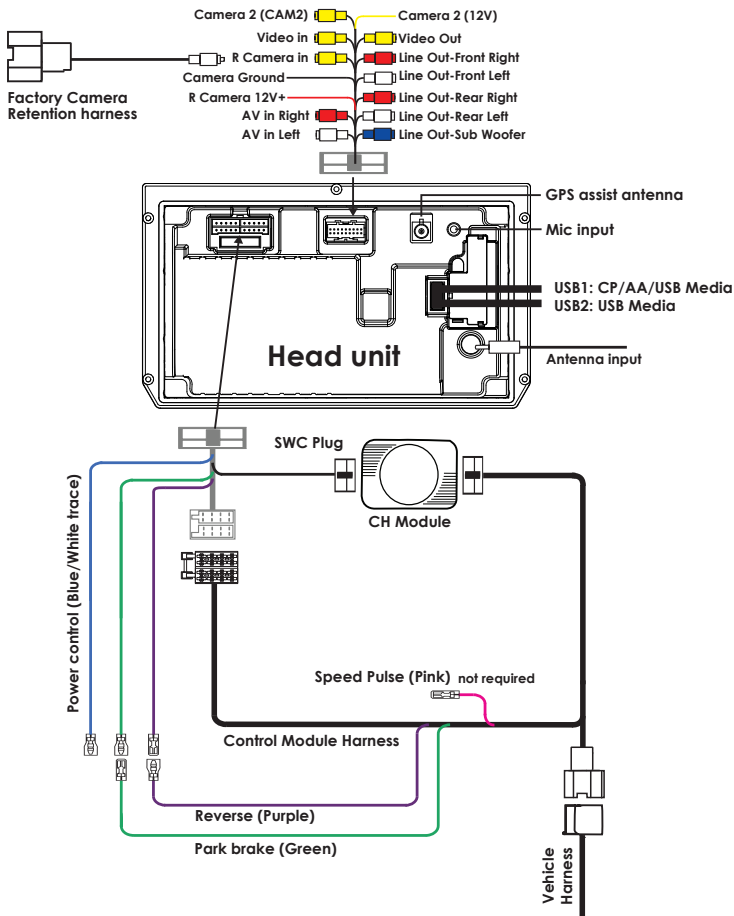 Camera 2 (CAM2)
Camera 2 (12V)
Video in
Video Out
R Camera in
Line Out-Front Right
Camera Ground
Line Out-Front Left
R Camera 12V+
Line Out-Rear Right
AV in Right
Line Out-Rear Left
AV in Left
Line Out-Sub Woofer
Factory Camera
Retention harness
GPS assist antenna
Mic input
USB1: CP/AA/USB Media
USB2: USB Media
Head unit
Antenna input
SWC Plug
CH Module
Power control (Blue/White trace)
Speed Pulse (Pink) not required
Control Module Harness
Reverse (Purple)
Park brake (Green)
Vehicle
Harness